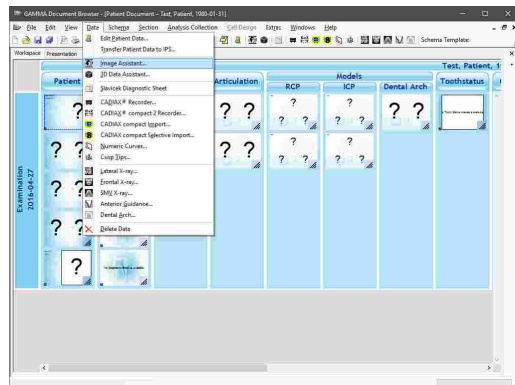 GAMMA Document Browser - [Patient Document - Test, Patient, 1980-01-31]
File Edit View Data Schema Section Analysis Collection Cell Design Extras Windows Help
Schema Template:
Workspace Presentation
Edit Patient Data...
Transfer Patient Data to IPS...
Image Assistant...
3D Data Assistant...
Slavicek Diagnostic Sheet
CADIAX® Recorder...
CADIAX® compact 2 Recorder...
CADIAX compact Import...
CADIAX compact Selective Import...
Numeric Curves...
Cusp Tips...
Lateral X-ray...
Frontal X-ray...
SMV X-ray...
Anterior Guidance...
Dental Arch...
Delete Data
Test, Patient, 1
Patient
Articulation
Models
RCP
ICP
Dental Arch
Toothstatus
? ? ? ? ? ?
? ? ? ?
? ? ? ? ?
? ? ? ?
?
?
?
?
?
Examination
2016-04-27